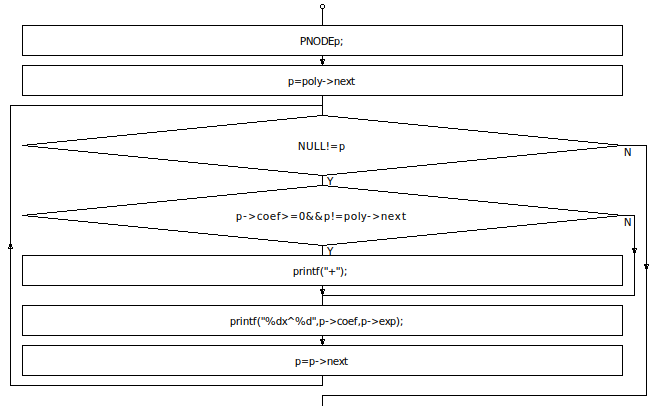 PNODEp;
p=poly->next
NULL!=p
N
Y
p->coef>=0&&p!=poly->next
N
Y
printf("+");
printf("%dx^%d",p->coef,p->exp);
p=p->next